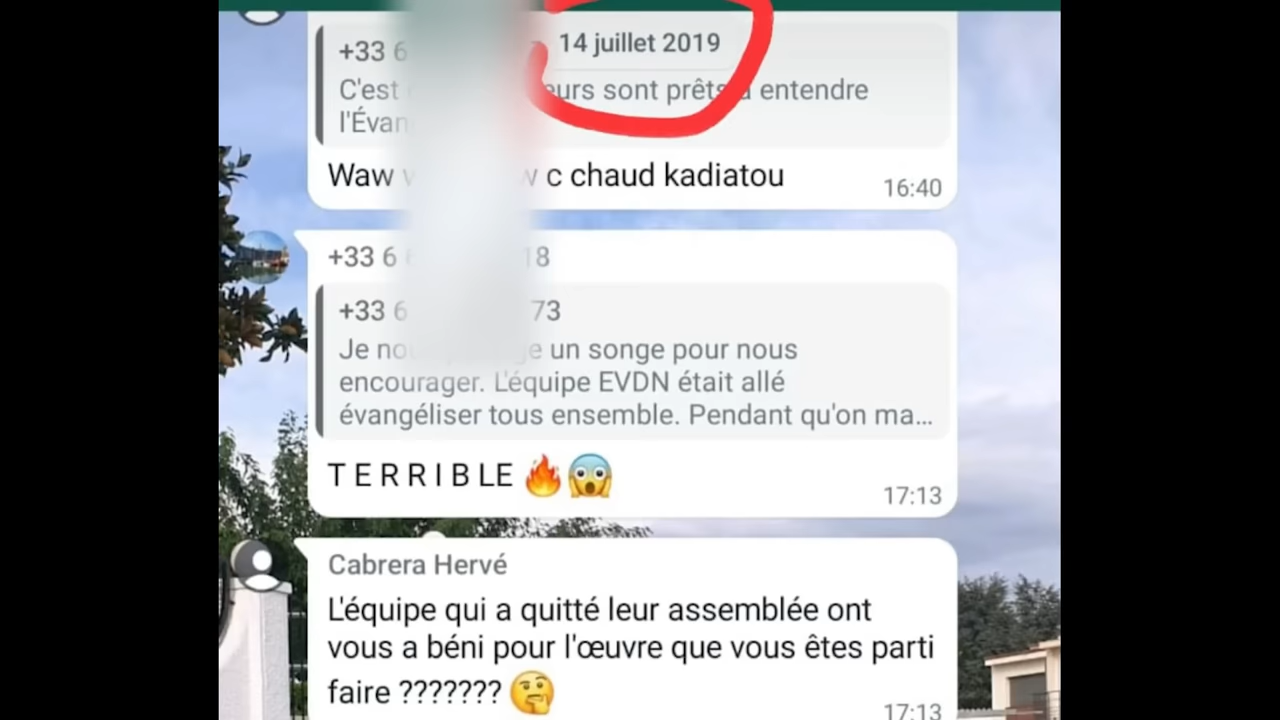 14 juillet 2019
+33 6
C'est eurs sont prêts à entendre
l'Évan
Waw c chaud kadiatou
16:40
+33 6 18
+33 6 73
Je un songe pour nous
encourager. L'équipe EVDN était allé
évangéliser tous ensemble. Pendant qu'on ma…
T E R R I B L E 🔥😱
17:13
Cabrera Hervé
L'équipe qui a quitté leur assemblée ont
vous a béni pour l'œuvre que vous êtes parti
faire ??????? 🤔
17:13